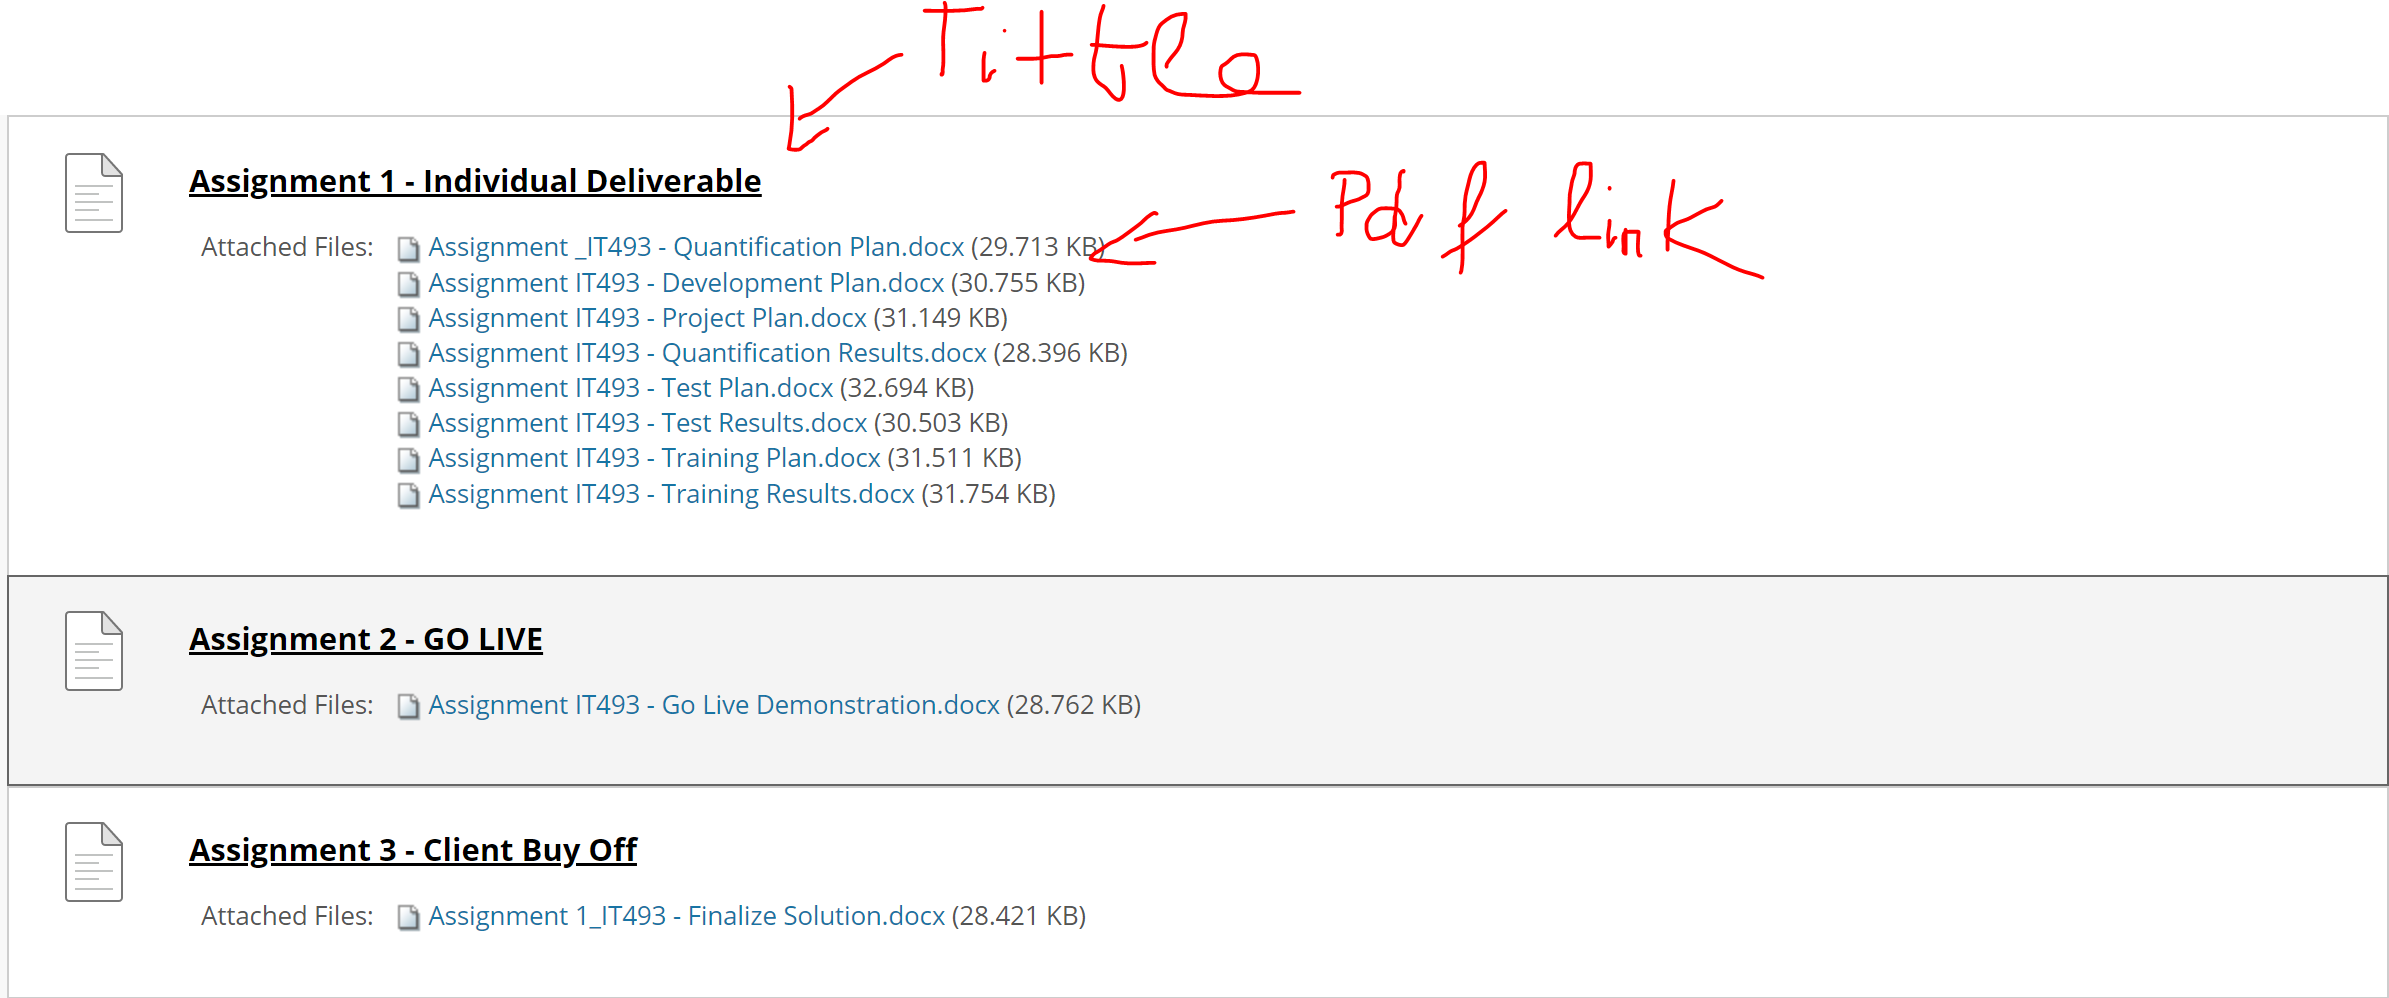 Tittle
Assignment 1 - Individual Deliverable
Pdf link
Attached Files: Assignment _IT493 - Quantification Plan.docx (29.713 KB)
Assignment IT493 - Development Plan.docx (30.755 KB)
Assignment IT493 - Project Plan.docx (31.149 KB)
Assignment IT493 - Quantification Results.docx (28.396 KB)
Assignment IT493 - Test Plan.docx (32.694 KB)
Assignment IT493 - Test Results.docx (30.503 KB)
Assignment IT493 - Training Plan.docx (31.511 KB)
Assignment IT493 - Training Results.docx (31.754 KB)
Assignment 2 - GO LIVE
Attached Files: Assignment IT493 - Go Live Demonstration.docx (28.762 KB)
Assignment 3 - Client Buy Off
Attached Files: Assignment 1_IT493 - Finalize Solution.docx (28.421 KB)